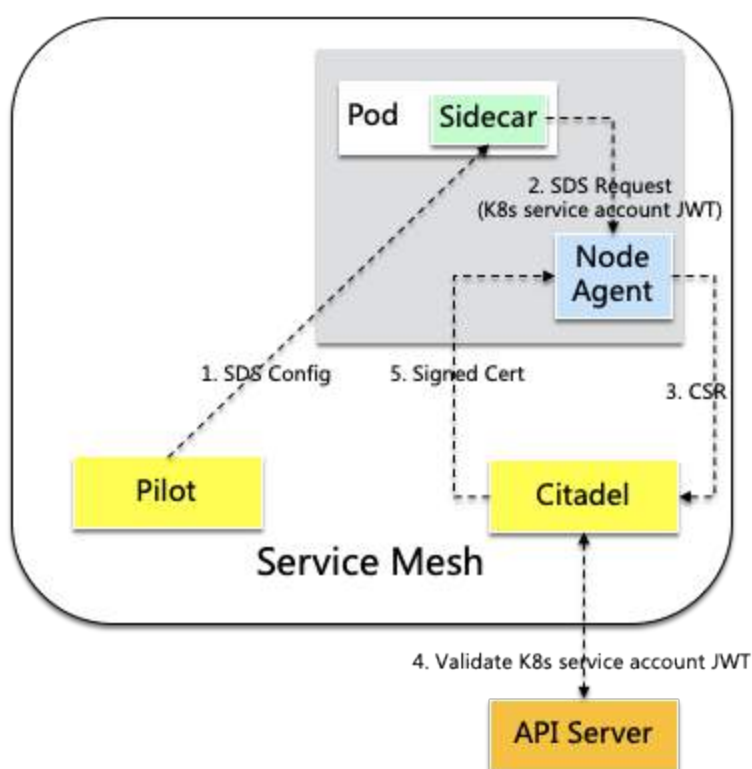 Pod
Sidecar
2. SDS Request
(K8s service account JWT)
Node
Agent
1. SDS Config
5. Signed Cert
3. CSR
Pilot
Citadel
Service Mesh
4. Validate K8s service account JWT
API Server